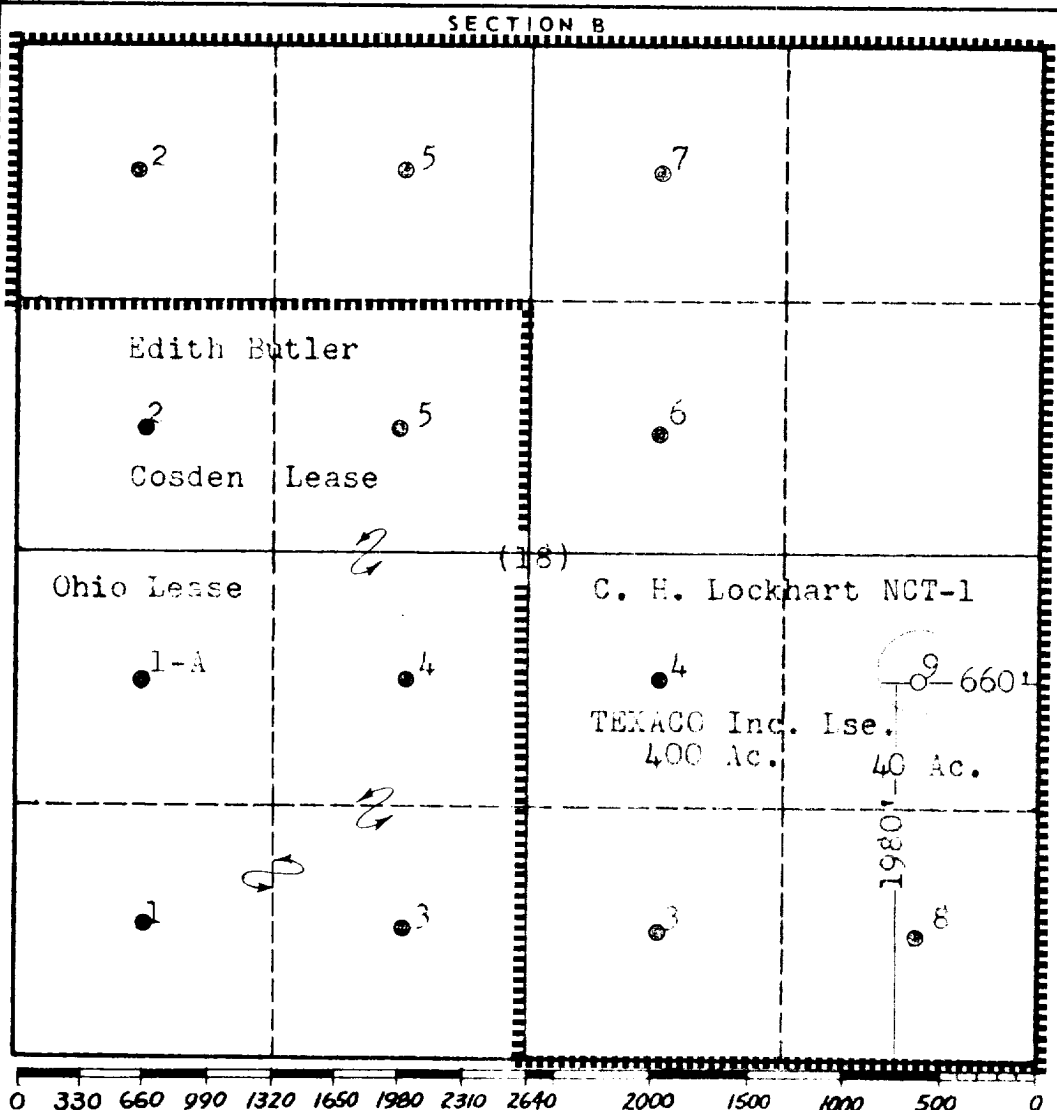 SECTION B
2 5 7
Edith Butler
2 5 6
Cosden Lease
(18)
Ohio Lease C. H. Lockhart NCT-1
1-A 4 4 9 660'
TEXACO Inc. Lse.
400 Ac. 40 Ac.
1980'
1 3 3 8
0 330 660 990 1320 1650 1980 2310 2640 2000 1500 1000 500 0